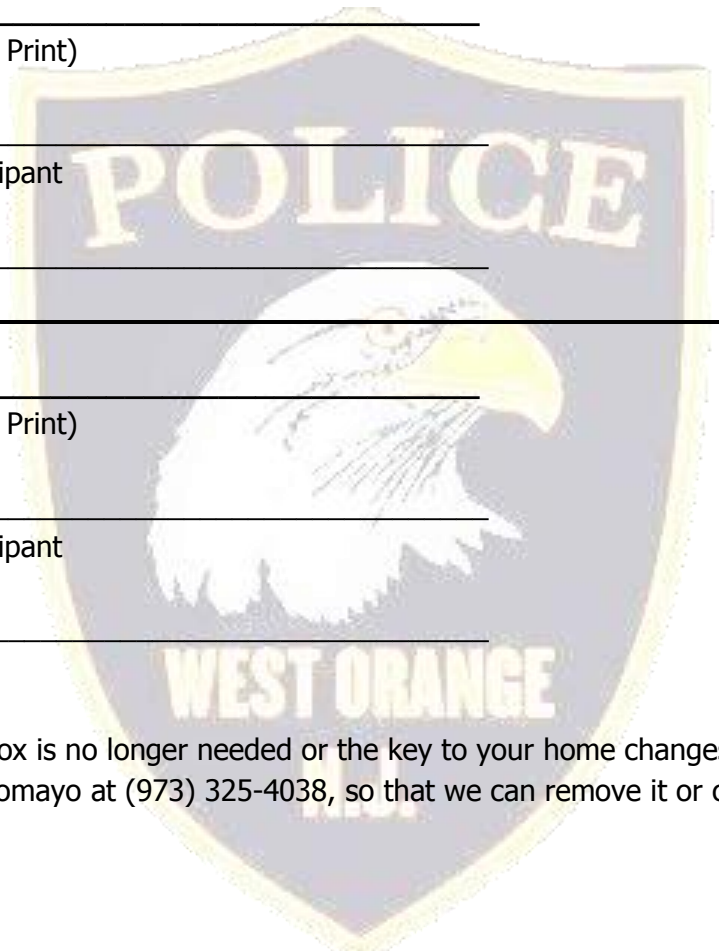 Print)
POLICE
ipant
Print)
ipant
WEST ORANGE
ox is no longer needed or the key to your home changes
omayo at (973) 325-4038, so that we can remove it or c
N.J.